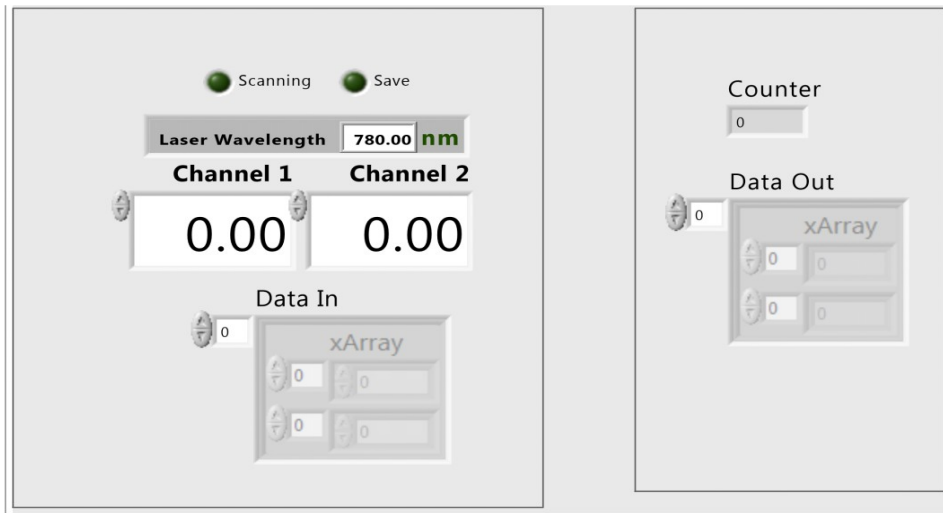 Scanning
Save
Laser Wavelength 780.00 nm
Channel 1
Channel 2
0.00
0.00
Data In
0
xArray
0 0
0 0
Counter
0
Data Out
0
xArray
0 0
0 0